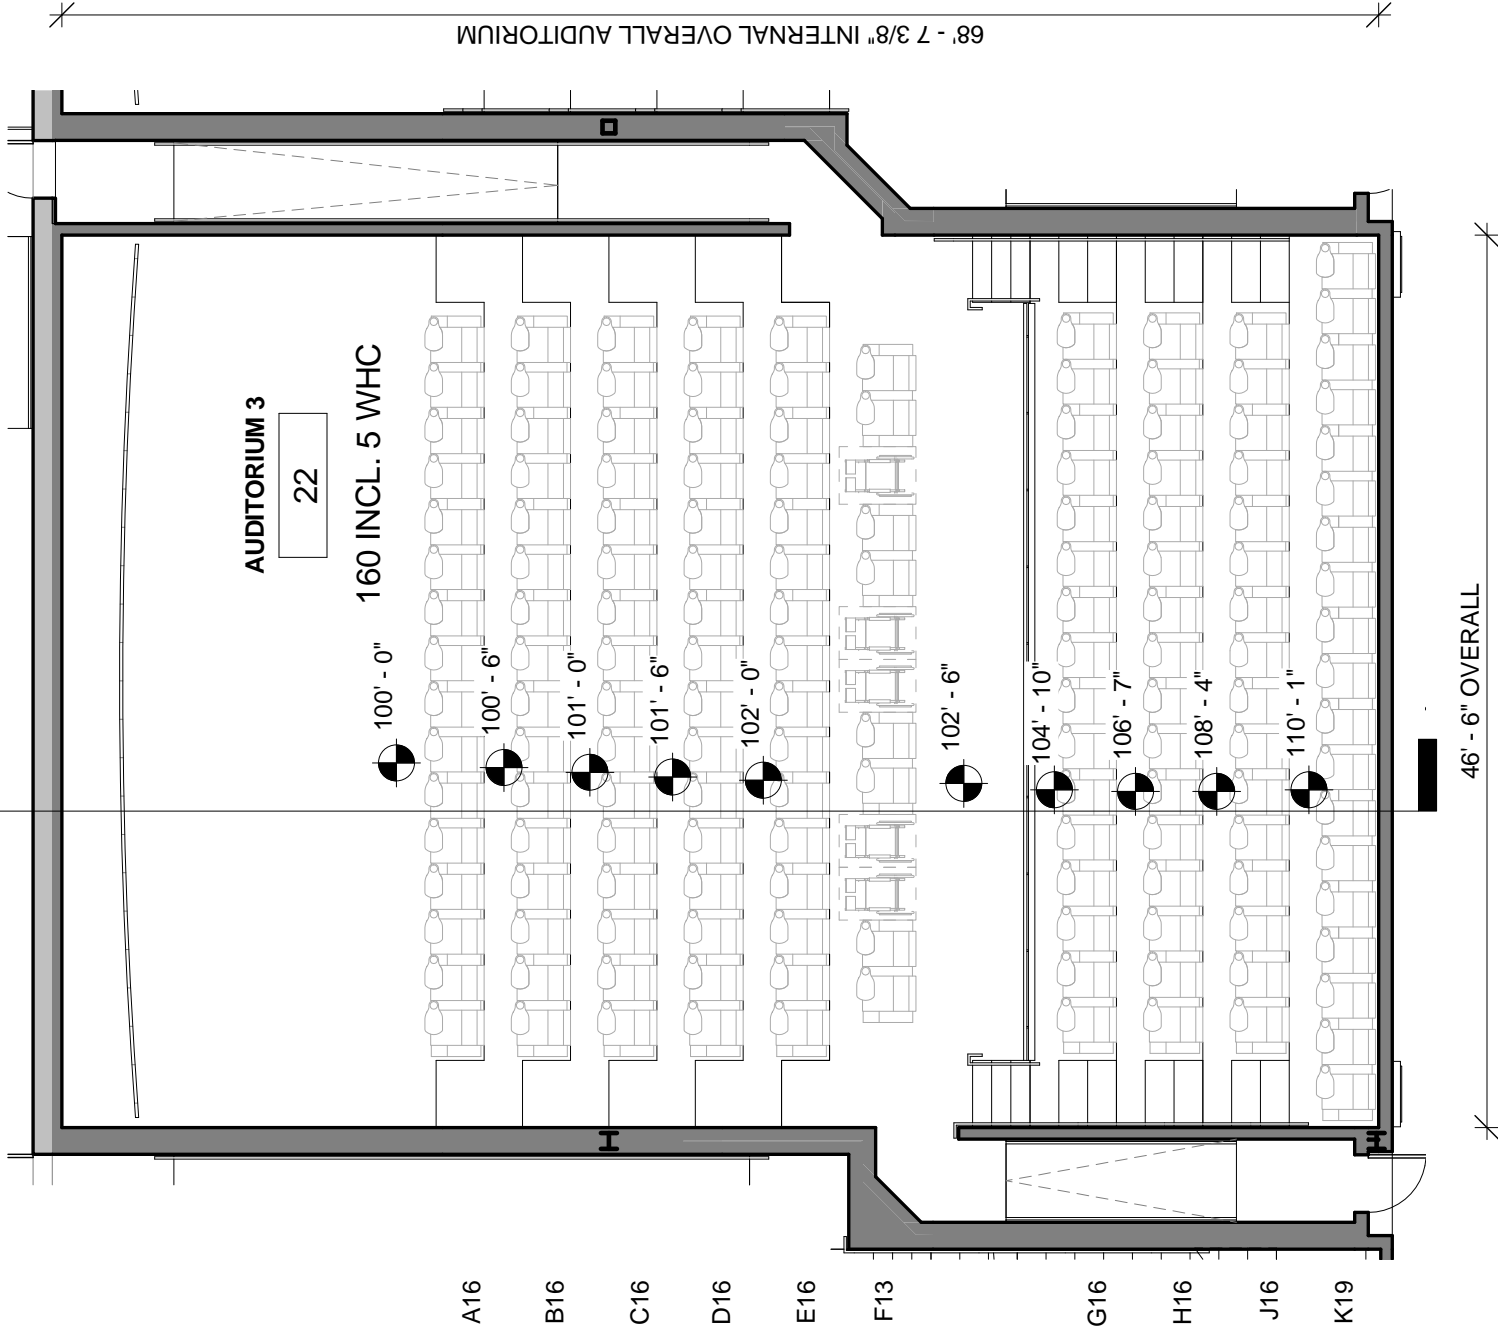 68' - 7 3/8" INTERNAL OVERALL AUDITORIUM
AUDITORIUM 3
22
160 INCL. 5 WHC
100' - 0"
100' - 6"
101' - 0"
101' - 6"
102' - 0"
102' - 6"
104' - 10"
106' - 7"
108' - 4"
110' - 1"
46' - 6" OVERALL
A16
B16
C16
D16
E16
F13
G16
H16
J16
K19